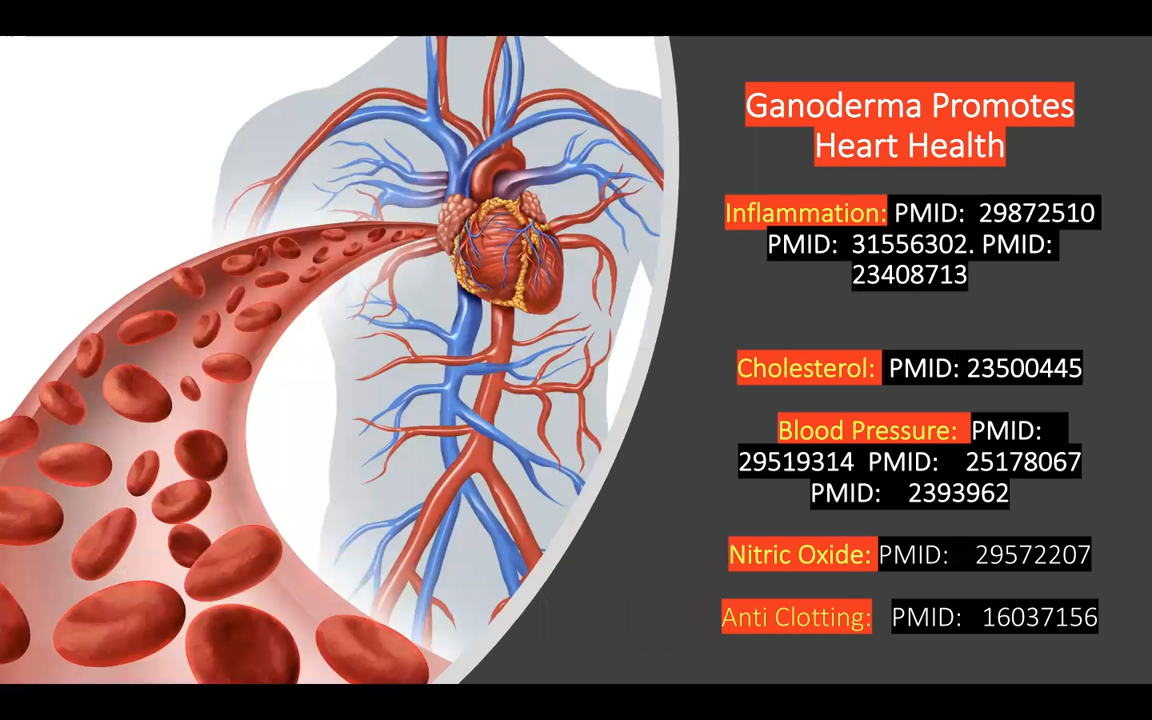 Ganoderma Promotes
Heart Health
Inflammation: PMID: 29872510
PMID: 31556302. PMID:
23408713
Cholesterol: PMID: 23500445
Blood Pressure: PMID:
29519314 PMID: 25178067
PMID: 2393962
Nitric Oxide: PMID: 29572207
Anti Clotting: PMID: 16037156